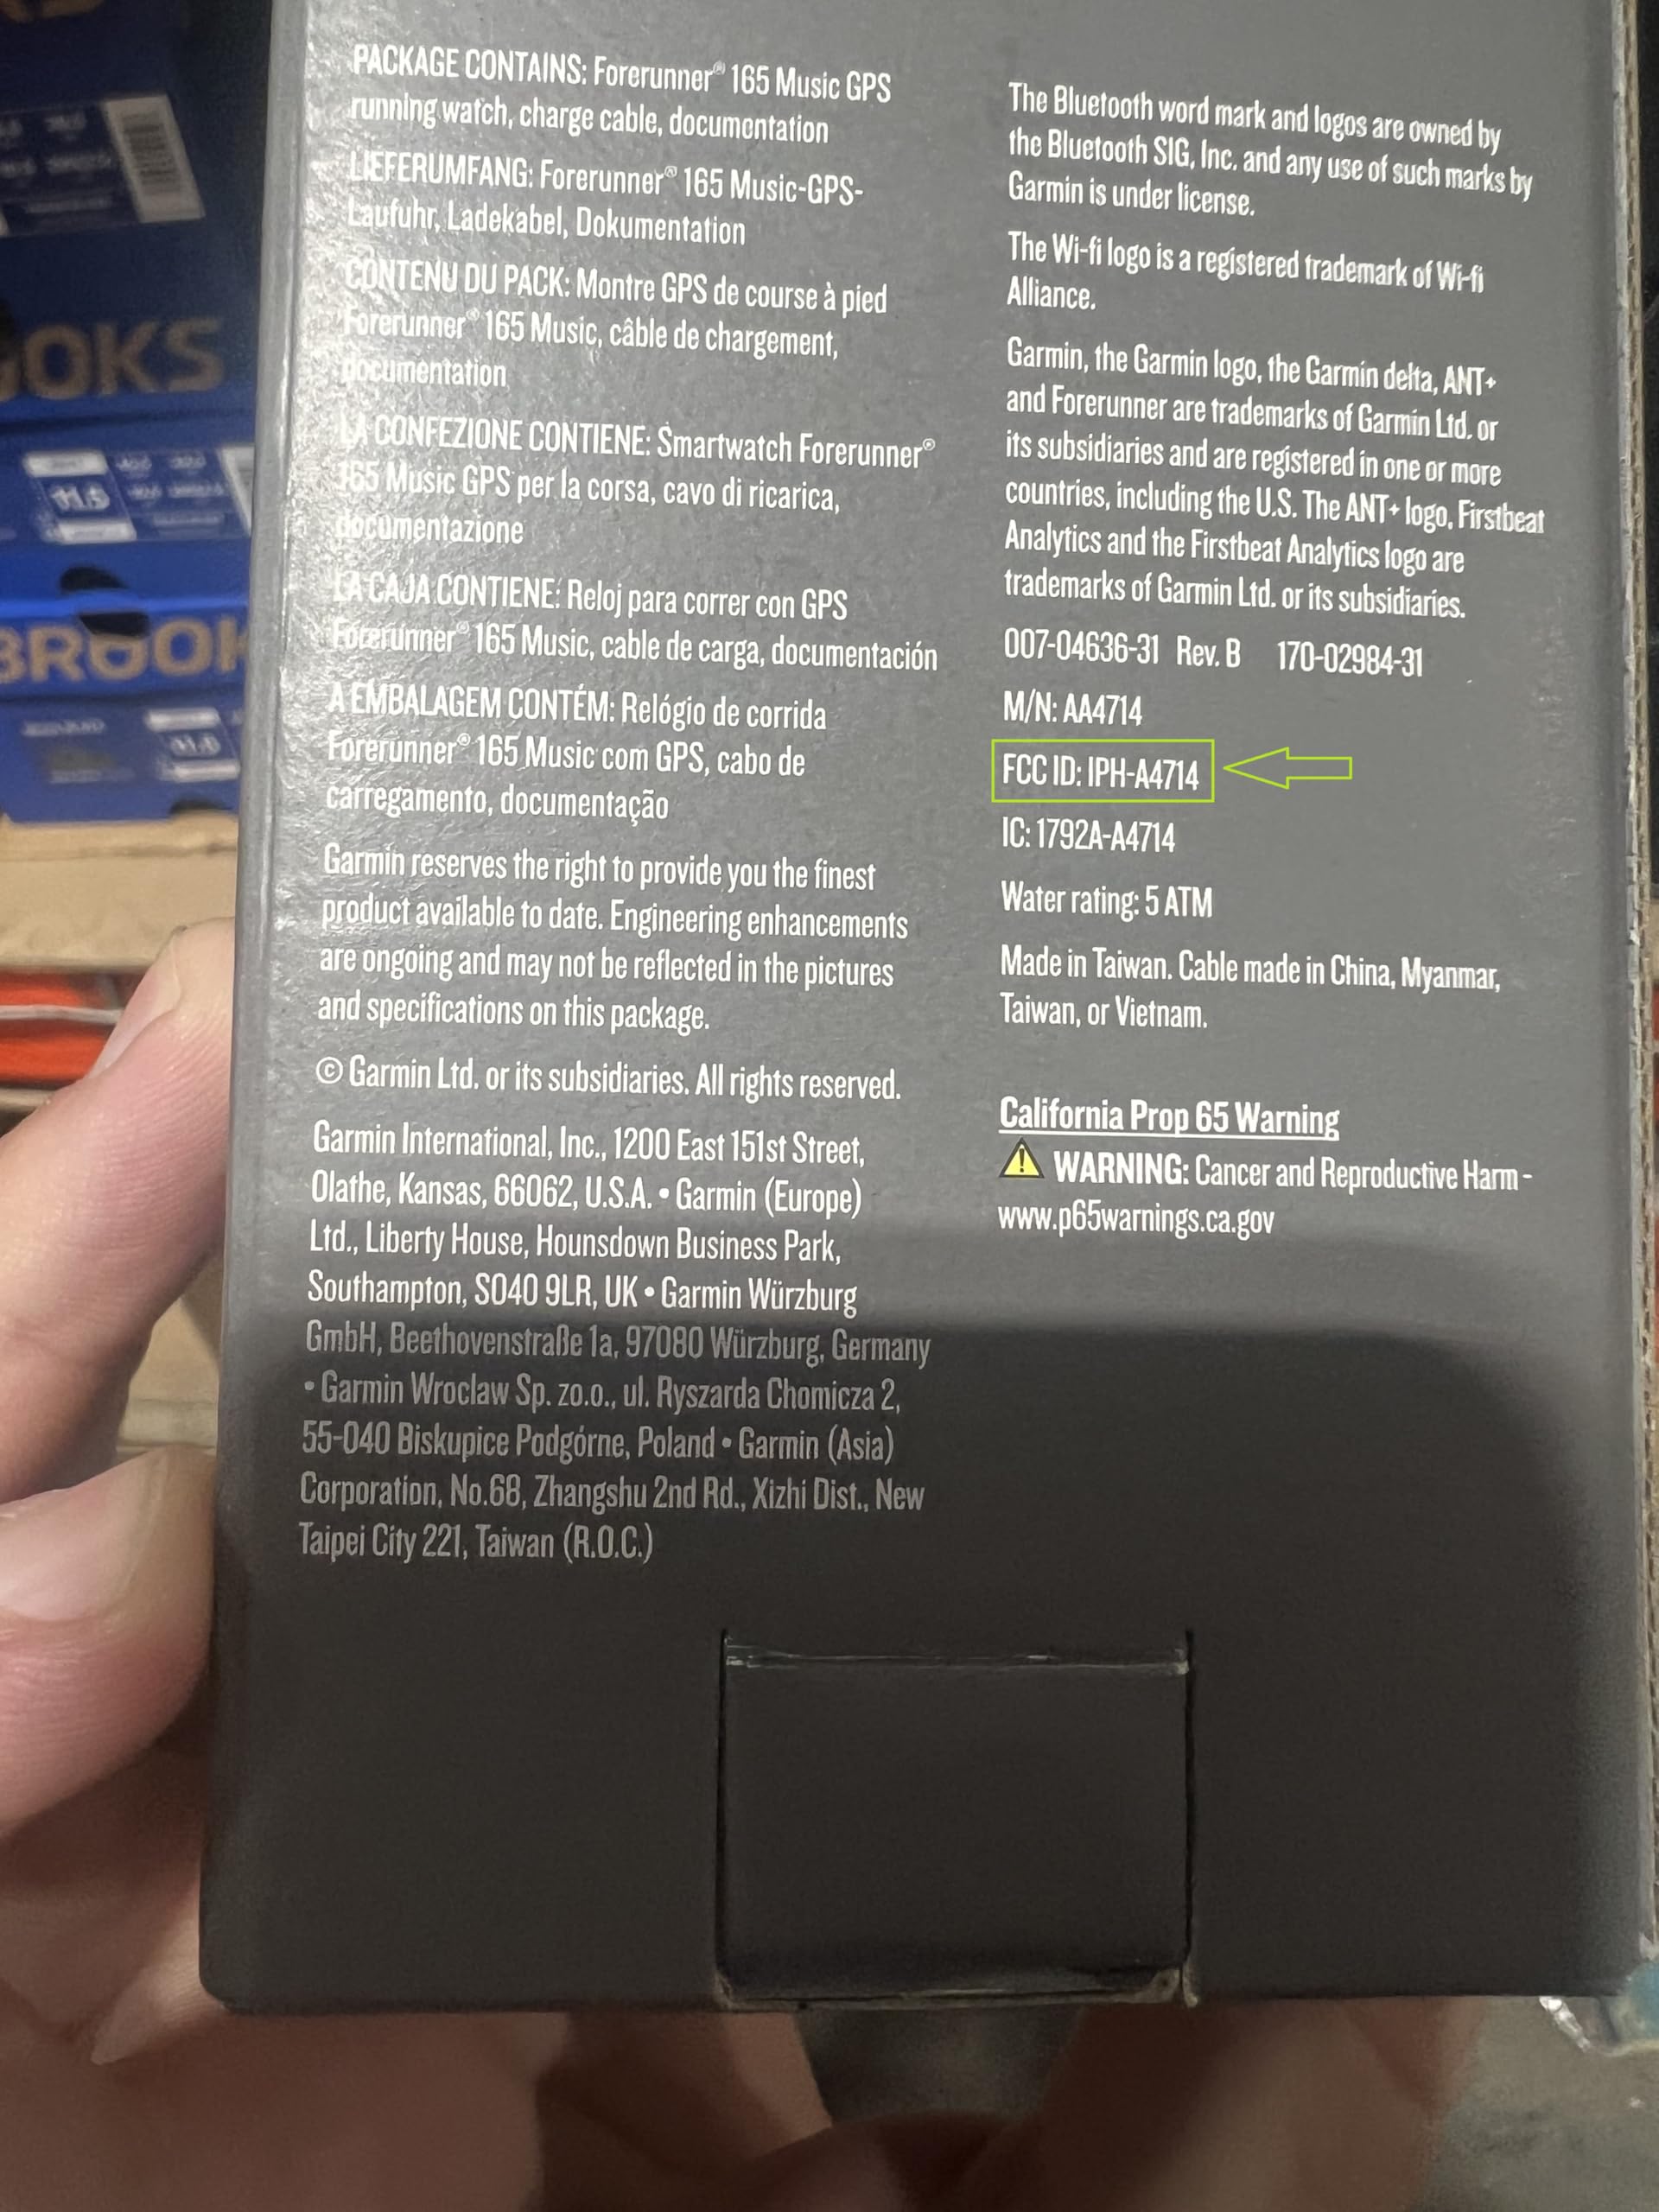 PACKAGE CONTAINS: Forerunner® 165 Music GPS
running watch, charge cable, documentation
LIEFERUMFANG: Forerunner® 165 Music-GPS-
Laufuhr, Ladekabel, Dokumentation
CONTENU DU PACK: Montre GPS de course à pied
Forerunner® 165 Music, câble de chargement,
documentation
LA CONFEZIONE CONTIENE: Smartwatch Forerunner®
165 Music GPS per la corsa, cavo di ricarica,
documentazione
LA CAJA CONTIENE: Reloj para correr con GPS
Forerunner® 165 Music, cable de carga, documentación
A EMBALAGEM CONTÉM: Relógio de corrida
Forerunner® 165 Music com GPS, cabo de
carregamento, documentação
Garmin reserves the right to provide you the finest
product available to date. Engineering enhancements
are ongoing and may not be reflected in the pictures
and specifications on this package.
© Garmin Ltd. or its subsidiaries. All rights reserved.
Garmin International, Inc., 1200 East 151st Street,
Olathe, Kansas, 66062, U.S.A. • Garmin (Europe)
Ltd., Liberty House, Hounsdown Business Park,
Southampton, SO40 9LR, UK • Garmin Würzburg
GmbH, Beethovenstraße 1a, 97080 Würzburg, Germany
• Garmin Wroclaw Sp. zo.o., ul. Ryszarda Chomicza 2,
55-040 Biskupice Podgórne, Poland • Garmin (Asia)
Corporation, No.68, Zhangshu 2nd Rd., Xizhi Dist., New
Taipei City 221, Taiwan (R.O.C.)
The Bluetooth word mark and logos are owned by
the Bluetooth SIG, Inc. and any use of such marks by
Garmin is under license.
The Wi-fi logo is a registered trademark of Wi-fi
Alliance.
Garmin, the Garmin logo, the Garmin delta, ANT+
and Forerunner are trademarks of Garmin Ltd. or
its subsidiaries and are registered in one or more
countries, including the U.S. The ANT+ logo, Firstbeat
Analytics and the Firstbeat Analytics logo are
trademarks of Garmin Ltd. or its subsidiaries.
007-04636-31 Rev. B 170-02984-31
M/N: AA4714
FCC ID: IPH-A4714
IC: 1792A-A4714
Water rating: 5 ATM
Made in Taiwan. Cable made in China, Myanmar,
Taiwan, or Vietnam.
California Prop 65 Warning
WARNING: Cancer and Reproductive Harm -
www.p65warnings.ca.gov
OOKS
11.5
BROOK
11.5